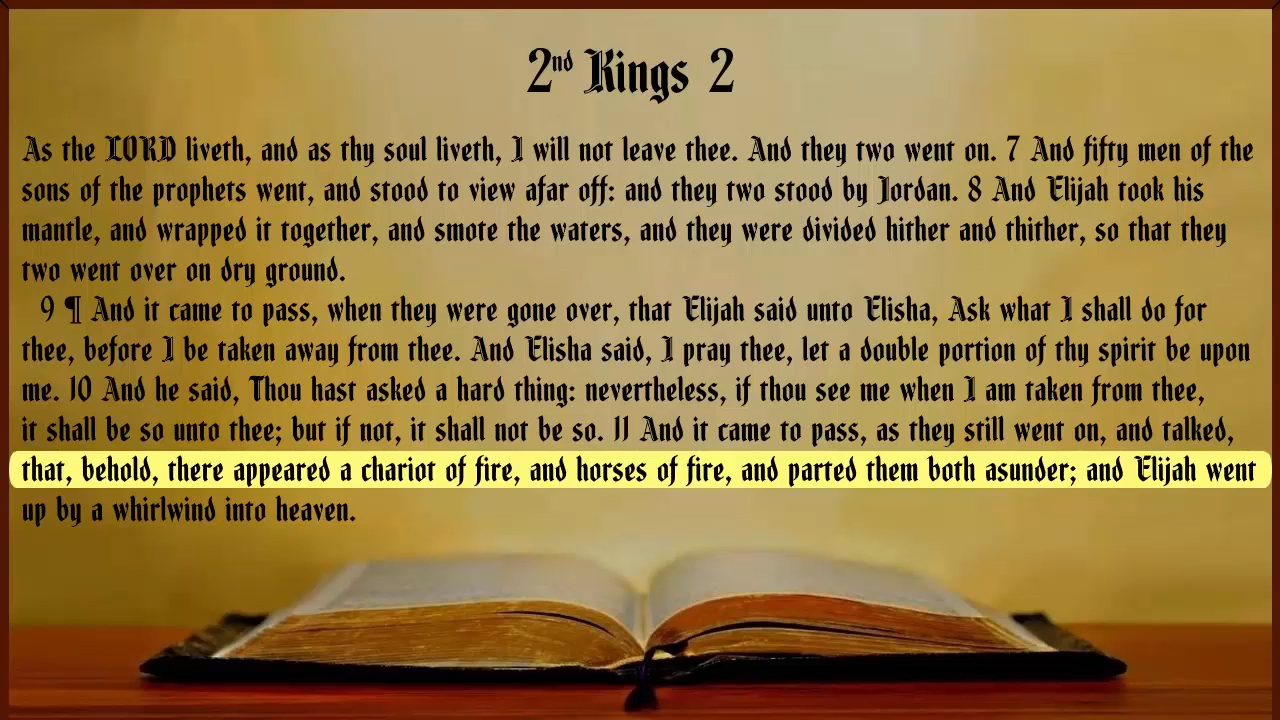 2nd Kings 2
As the LORD liveth, and as thy soul liveth, I will not leave thee. And they two went on. 7 And fifty men of the
sons of the prophets went, and stood to view afar off: and they two stood by Jordan. 8 And Elijah took his
mantle, and wrapped it together, and smote the waters, and they were divided hither and thither, so that they
two went over on dry ground.
9 ¶ And it came to pass, when they were gone over, that Elijah said unto Elisha, Ask what I shall do for
thee, before I be taken away from thee. And Elisha said, I pray thee, let a double portion of thy spirit be upon
me. 10 And he said, Thou hast asked a hard thing: nevertheless, if thou see me when I am taken from thee,
it shall be so unto thee; but if not, it shall not be so. 11 And it came to pass, as they still went on, and talked,
that, behold, there appeared a chariot of fire, and horses of fire, and parted them both asunder; and Elijah went
up by a whirlwind into heaven.